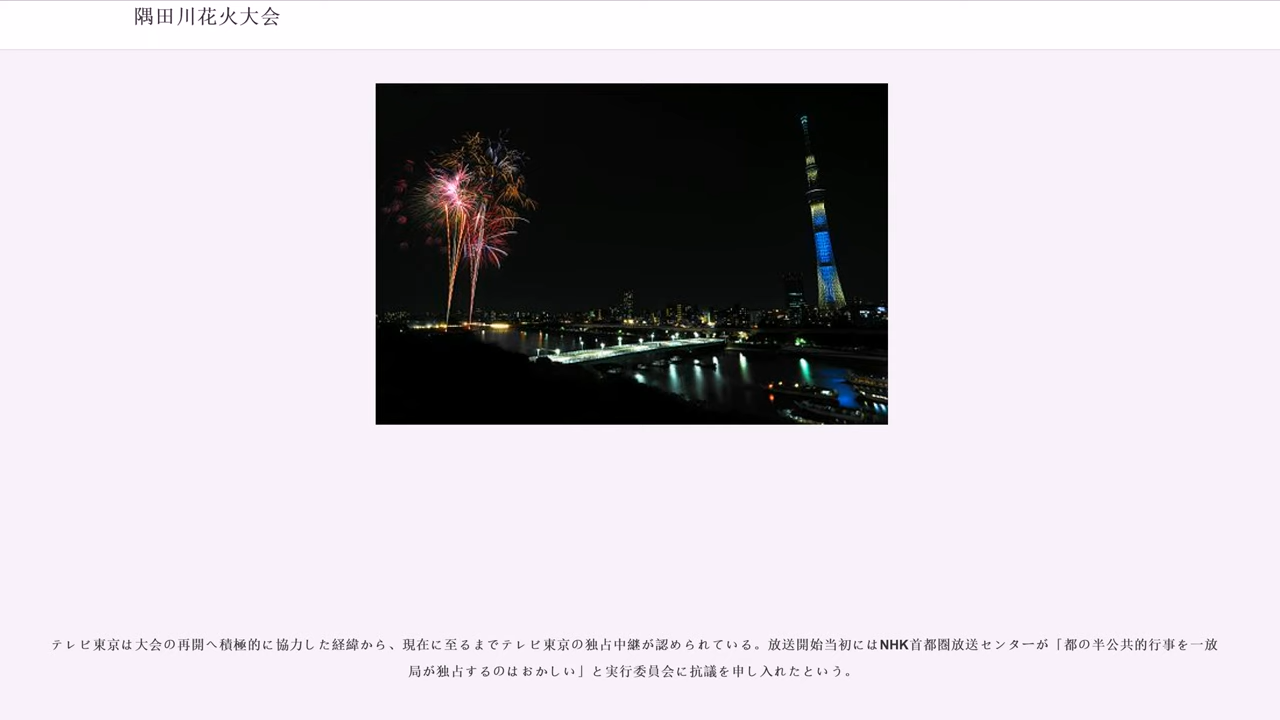 隅田川花火大会
テレビ東京は大会の再開へ積極的に協力した経緯から、現在に至るまでテレビ東京の独占中継が認められている。放送開始当初にはNHK首都圏放送センターが「都の半公共的行事を一放
局が独占するのはおかしい」と実行委員会に抗議を申し入れたという。